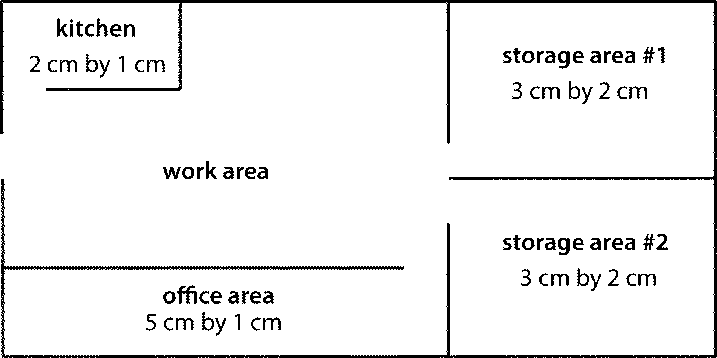 kitchen
2 cm by 1 cm
storage area #1
3 cm by 2 cm
work area
storage area #2
3 cm by 2 cm
office area
5 cm by 1 cm